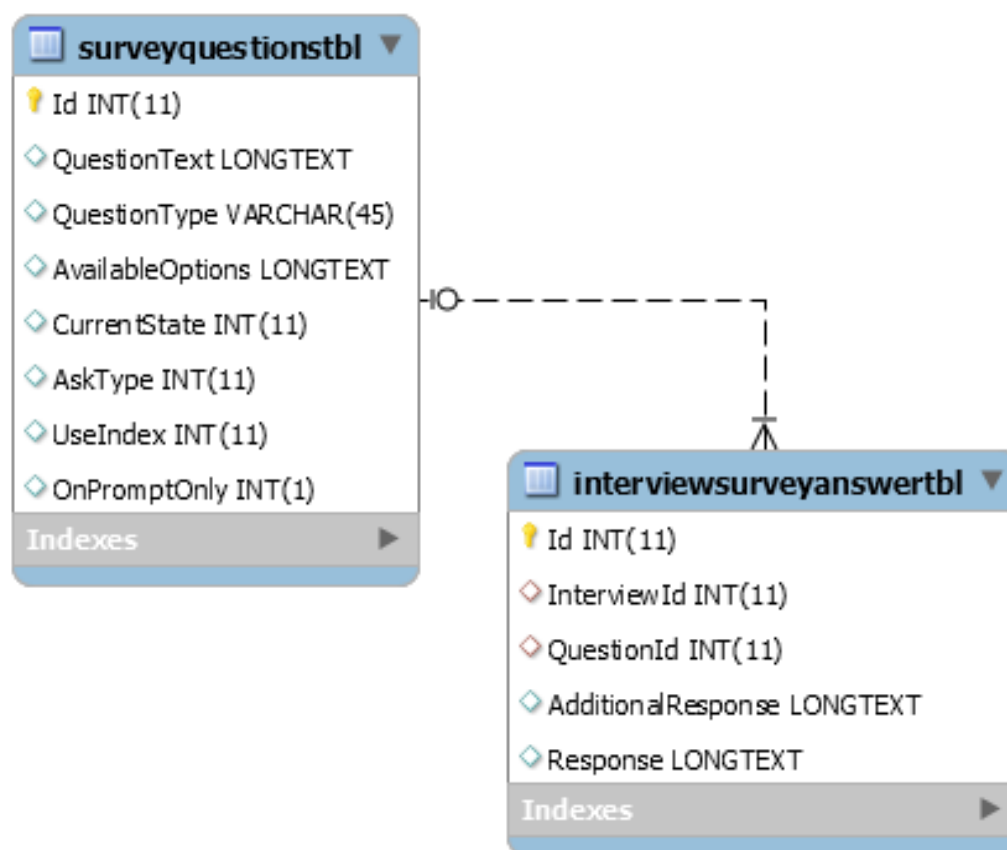 surveyquestionstbl
Id INT(11)
QuestionText LONGTEXT
QuestionType VARCHAR(45)
AvailableOptions LONGTEXT
CurrentState INT(11)
AskType INT(11)
UseIndex INT(11)
OnPromptOnly INT(1)
Indexes
interviewsurveyanswertbl
Id INT(11)
InterviewId INT(11)
QuestionId INT(11)
AdditionalResponse LONGTEXT
Response LONGTEXT
Indexes